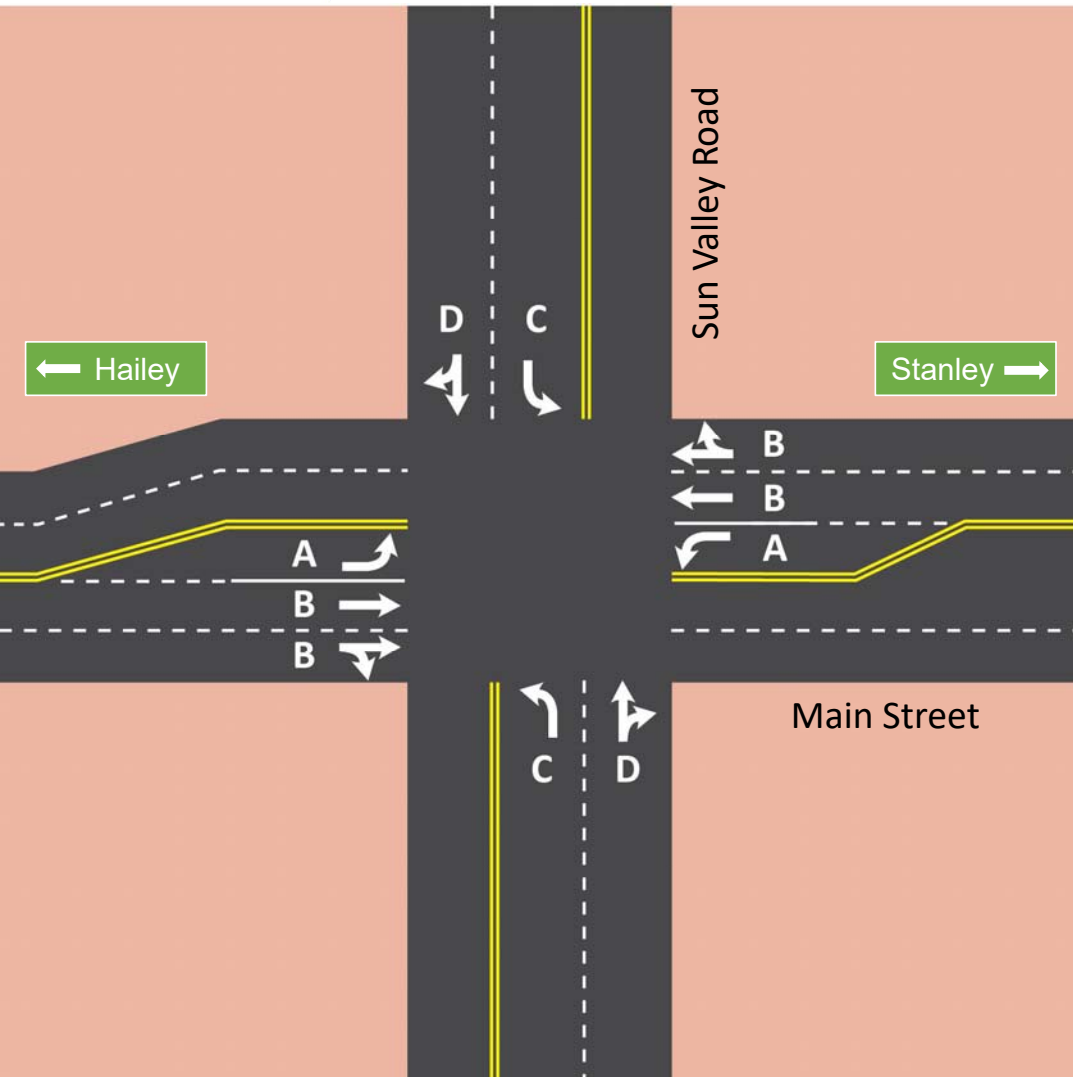 Sun Valley Road
D C
Hailey
Stanley
B
B
A
A
B
B
Main Street
C D